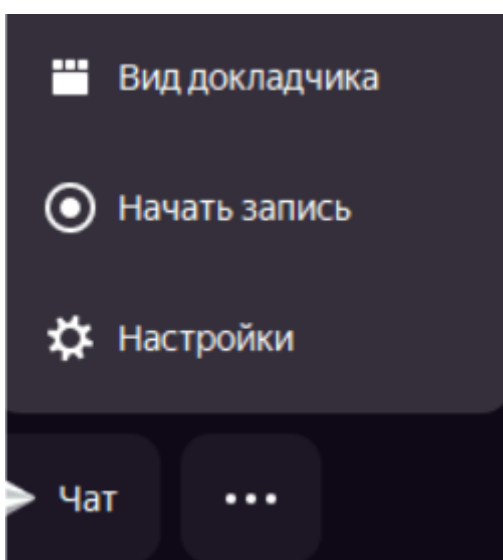 Вид докладчика
Начать запись
Настройки
Чат